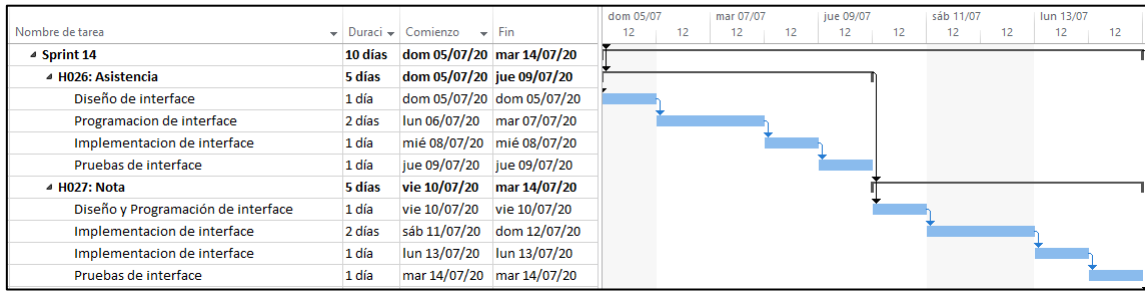 dom 05/07 mar 07/07 jue 09/07 sáb 11/07 lun 13/07
Nombre de tarea Duraci Comienzo Fin 12 12 12 12 12 12 12 12 12 12
Sprint 14 10 días dom 05/07/20 mar 14/07/20
H026: Asistencia 5 días dom 05/07/20 jue 09/07/20
Diseño de interface 1 día dom 05/07/20 dom 05/07/20
Programacion de interface 2 días lun 06/07/20 mar 07/07/20
Implementacion de interface 1 día mié 08/07/20 mié 08/07/20
Pruebas de interface 1 día jue 09/07/20 jue 09/07/20
H027: Nota 5 días vie 10/07/20 mar 14/07/20
Diseño y Programación de interface 1 día vie 10/07/20 vie 10/07/20
Implementacion de interface 2 días sáb 11/07/20 dom 12/07/20
Implementacion de interface 1 día lun 13/07/20 lun 13/07/20
Pruebas de interface 1 día mar 14/07/20 mar 14/07/20